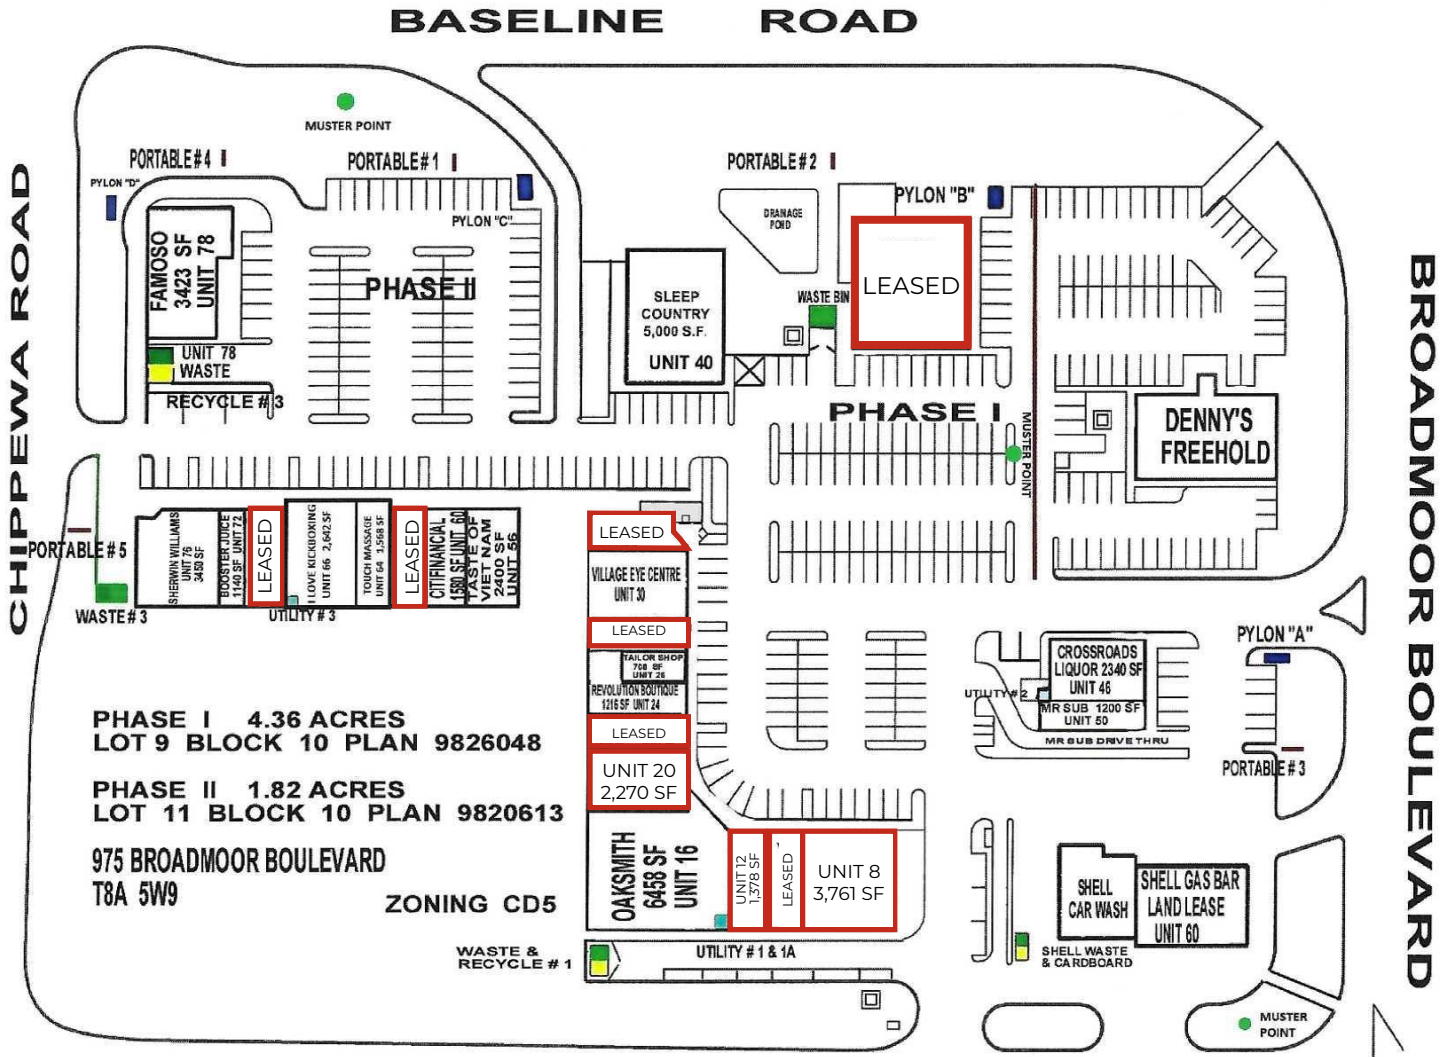 BASELINE ROAD
CHIPPEWA ROAD
BROADMOOR BOULEVARD
MUSTER POINT
PORTABLE # 4
PORTABLE # 1
PORTABLE # 2
PYLON "D"
PYLON "C"
PYLON "B"
DRANAGE
POND
FAMOSO
3423 SF
UNIT 78
PHASE II
SLEEP
COUNTRY
5,000 S.F.
UNIT 40
WASTE BIN
LEASED
UNIT 78
WASTE
RECYCLE # 3
PHASE I
MUSTER POINT
DENNY'S
FREEHOLD
PORTABLE # 5
WASTE # 3
SHERWIN WILLIAMS
UNIT 76
3450 SF
BOOSTER JUICE
1140 SF UNIT 72
LEASED
I LOVE KICKBOXING
UNIT 66 2,642 SF
TOUCH MASSAGE
UNIT 64 1,568 SF
LEASED
CITIFINANCIAL
1580 SF UNIT 60
TASTE OF
VIET NAM
2400 SF
UNIT 56
UTILITY # 3
LEASED
VILLAGE EYE CENTRE
UNIT 30
LEASED
TAILOR SHOP
708 SF
UNIT 26
REVOLUTION BOUTIQUE
1216 SF UNIT 24
LEASED
UNIT 20
2,270 SF
OAKSMITH
6458 SF
UNIT 16
UNIT 12
1,378 SF
LEASED
UNIT 8
3,761 SF
CROSSROADS
LIQUOR 2340 SF
UNIT 46
UTILITY # 2
MR SUB 1200 SF
UNIT 50
MR SUB DRIVE THRU
PYLON "A"
PORTABLE # 3
PHASE I 4.36 ACRES
LOT 9 BLOCK 10 PLAN 9826048
PHASE II 1.82 ACRES
LOT 11 BLOCK 10 PLAN 9820613
975 BROADMOOR BOULEVARD
T8A 5W9
ZONING CD5
WASTE &
RECYCLE # 1
UTILITY # 1 & 1A
SHELL
CAR WASH
SHELL GAS BAR
LAND LEASE
UNIT 60
SHELL WASTE
& CARDBOARD
MUSTER
POINT